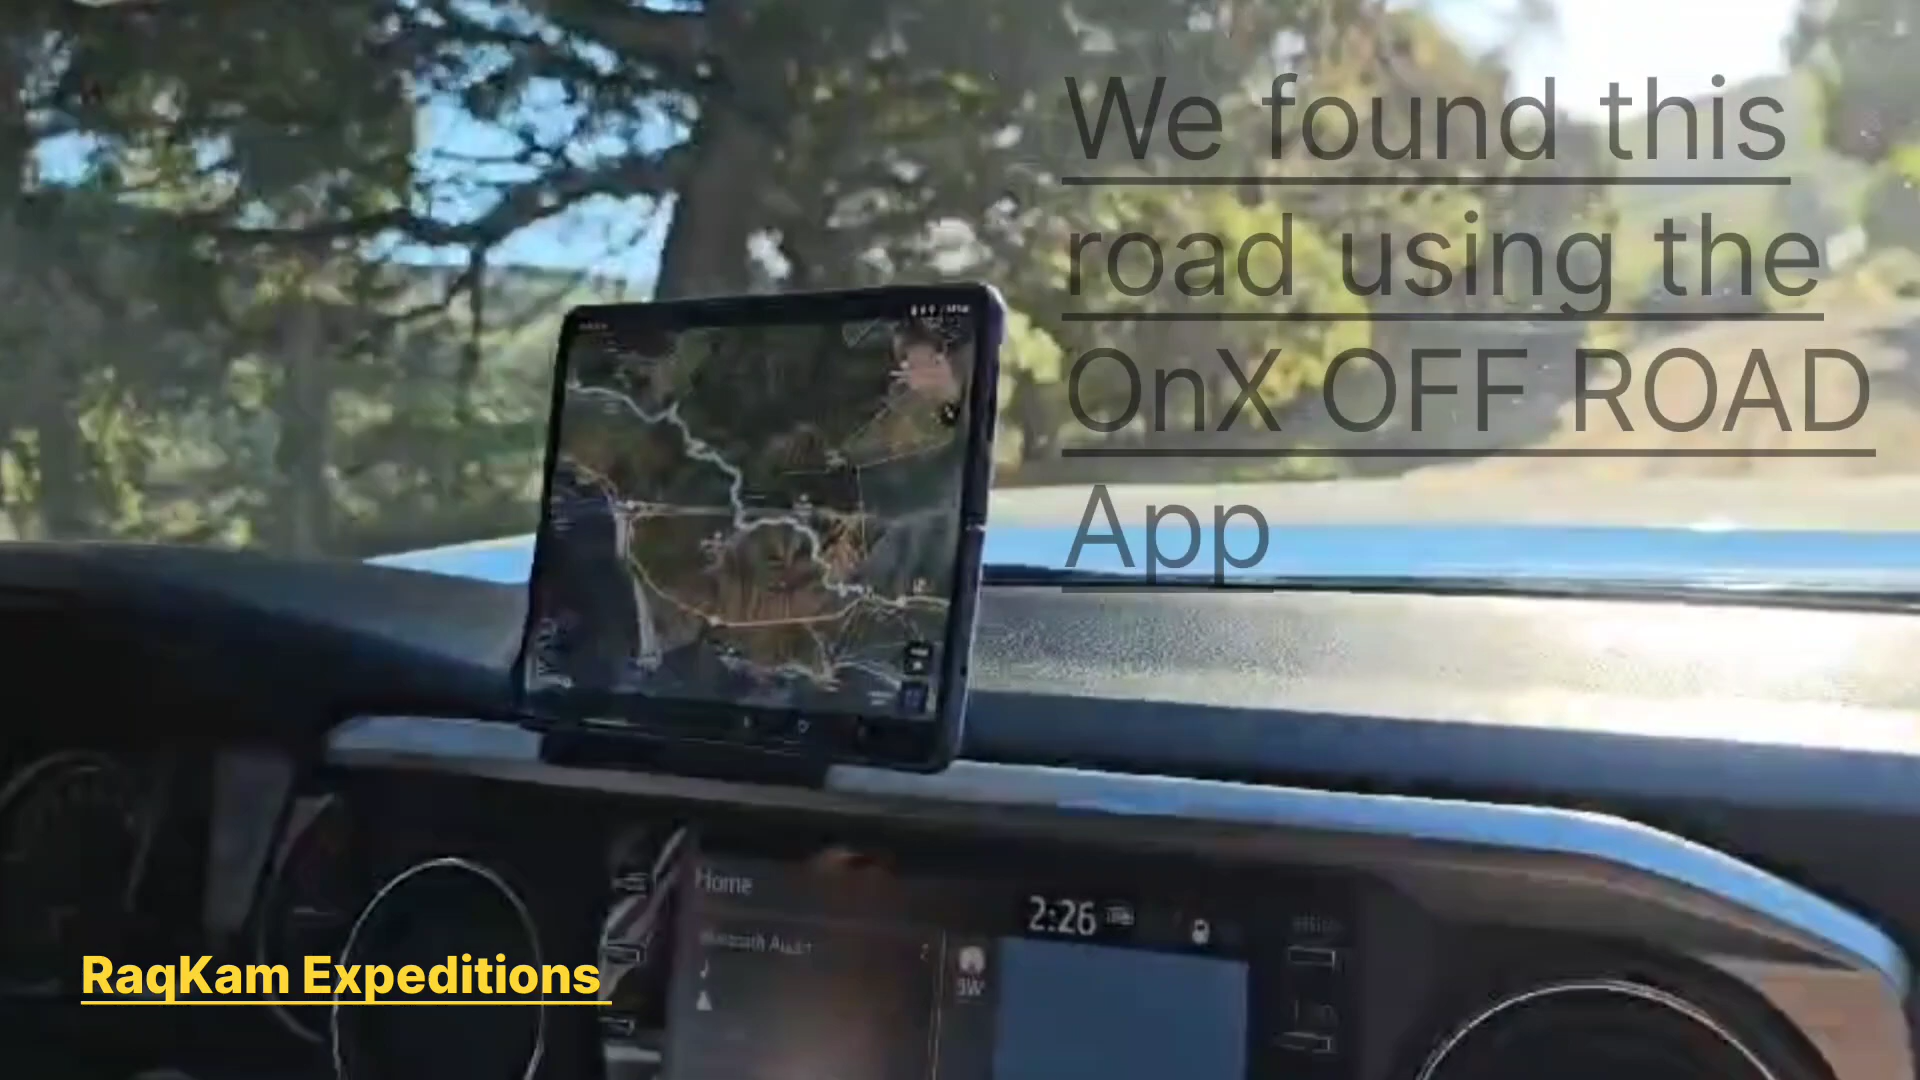 We found this
road using the
OnX OFF ROAD
App
Home
2:26
RaqKam Expeditions